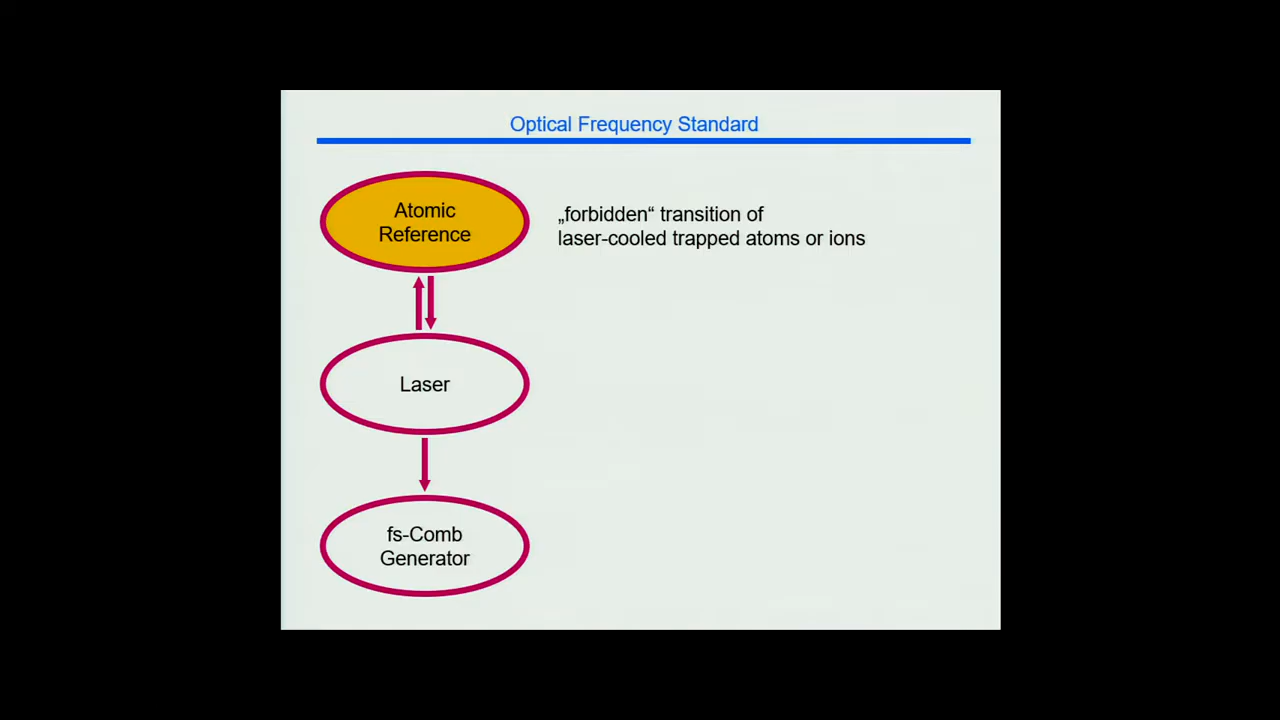 Optical Frequency Standard
Atomic
Reference
„forbidden“ transition of
laser-cooled trapped atoms or ions
Laser
fs-Comb
Generator